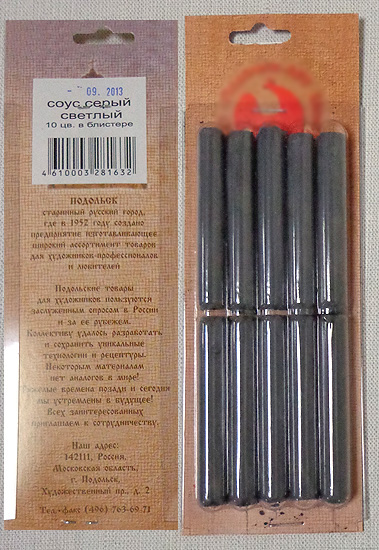 09. 2013
соус серый
светлый
10 цв. в блистере
4 610003 281632
Подольск
старинный русский город,
где в 1952 году создано
предприятие изготавливающее
широкий ассортимент товаров
для художников-профессионалов
и любителей
Подольские товары
для художников пользуются
заслуженным спросом в России
и за ее рубежем.
Коллективу удалось разработать
и сохранить уникальные
технологии и рецептуры.
Некоторым материалам
нет аналогов в мире!
Тяжелые времена позади и сегодня
мы устремлены в будущее!
Всех заинтересованных
приглашаем к сотрудничеству.
Наш адрес:
142111, Россия,
Московская область,
г. Подольск,
Художественный пр., д. 2
Тел.+факс (496) 763-69-71